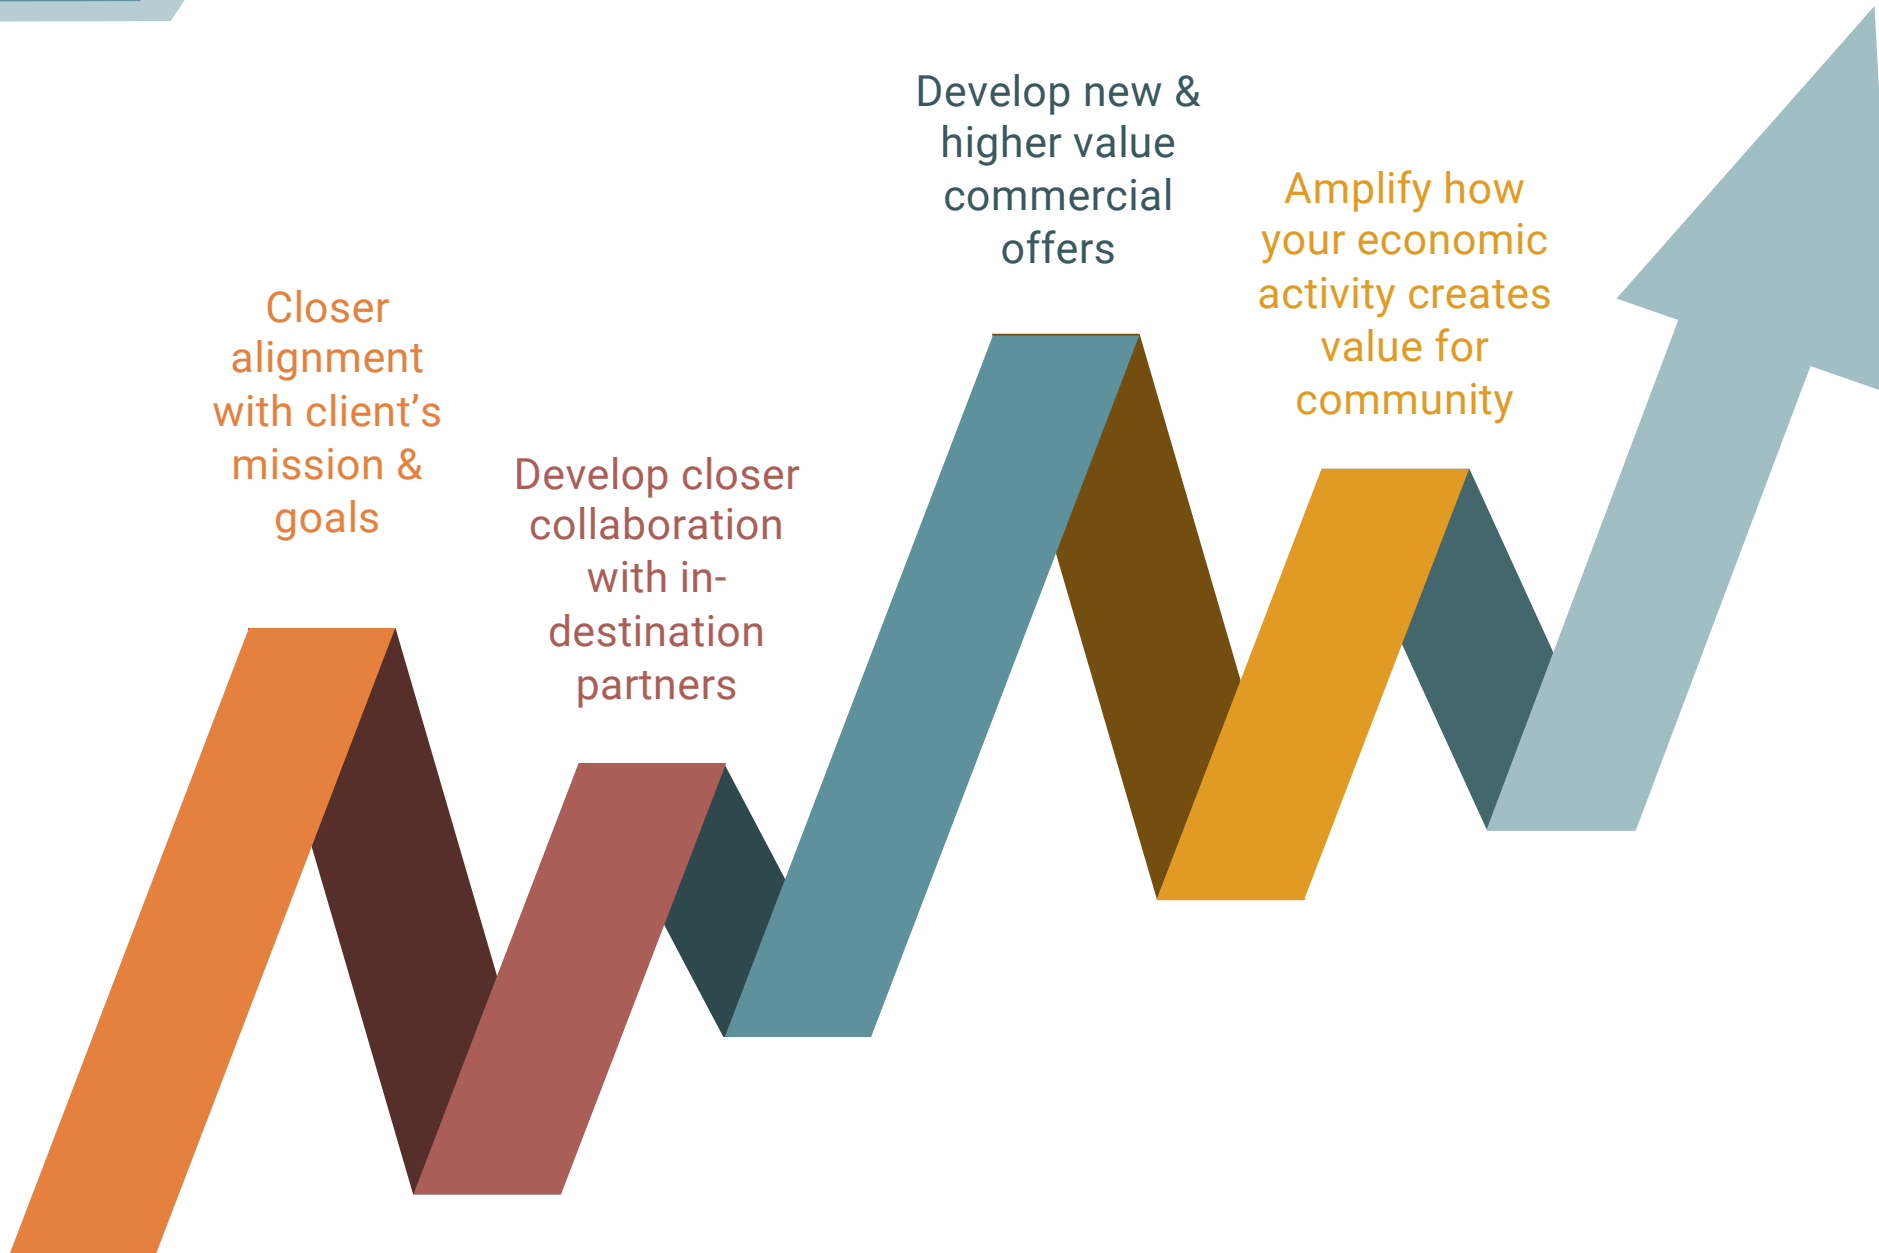 Closer
alignment
with client’s
mission &
goals
Develop closer
collaboration
with in-
destination
partners
Develop new &
higher value
commercial
offers
Amplify how
your economic
activity creates
value for
community